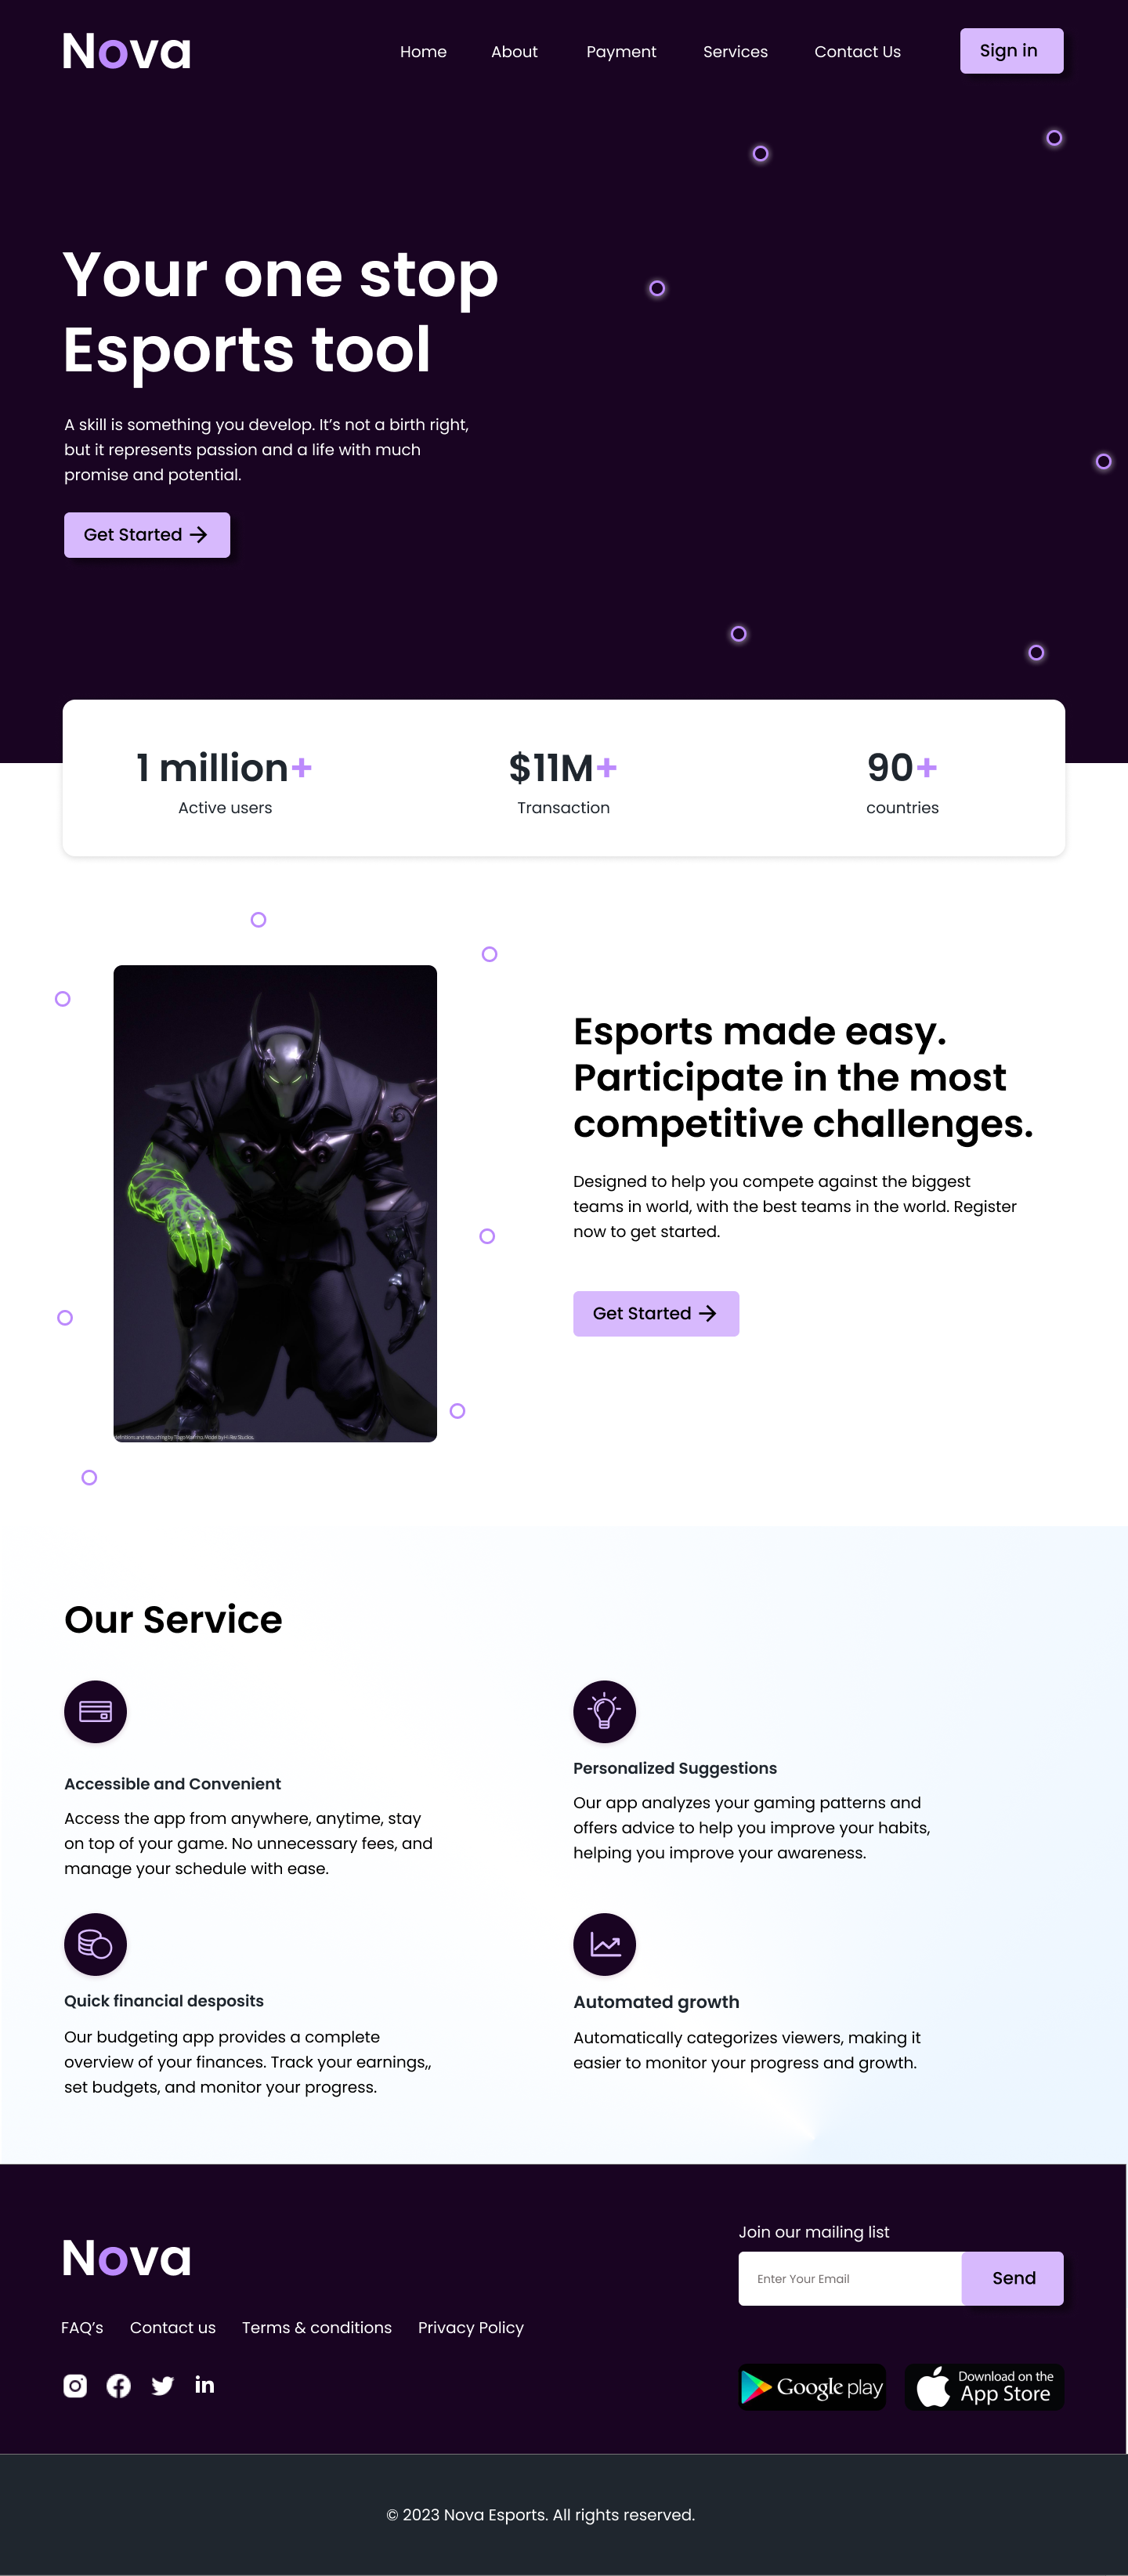 Nova
Home About Payment Services Contact Us Sign in
Your one stop
Esports tool
A skill is something you develop. It’s not a birth right,
but it represents passion and a life with much
promise and potential.
Get Started
1 million+ $11M+ 90+
Active users Transaction countries
Esports made easy.
Participate in the most
competitive challenges.
Designed to help you compete against the biggest
teams in world, with the best teams in the world. Register
now to get started.
Get Started
Our Service
Accessible and Convenient
Access the app from anywhere, anytime, stay
on top of your game. No unnecessary fees, and
manage your schedule with ease.
Personalized Suggestions
Our app analyzes your gaming patterns and
offers advice to help you improve your habits,
helping you improve your awareness.
Quick financial desposits
Our budgeting app provides a complete
overview of your finances. Track your earnings,,
set budgets, and monitor your progress.
Automated growth
Automatically categorizes viewers, making it
easier to monitor your progress and growth.
Nova
FAQ’s Contact us Terms & conditions Privacy Policy
in
Join our mailing list
Enter Your Email Send
Google play
Download on the
App Store
© 2023 Nova Esports. All rights reserved.